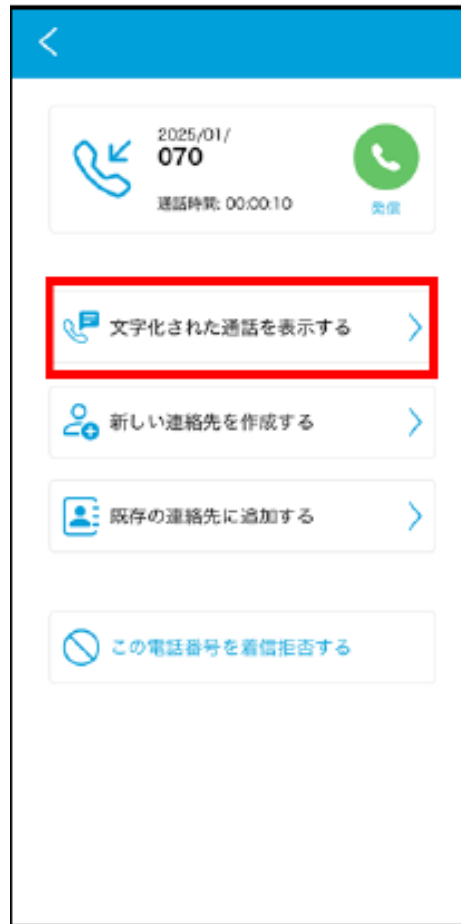 2025/01/
070
通話時間: 00:00:10
発信
文字化された通話を表示する
新しい連絡先を作成する
既存の連絡先に追加する
この電話番号を着信拒否する